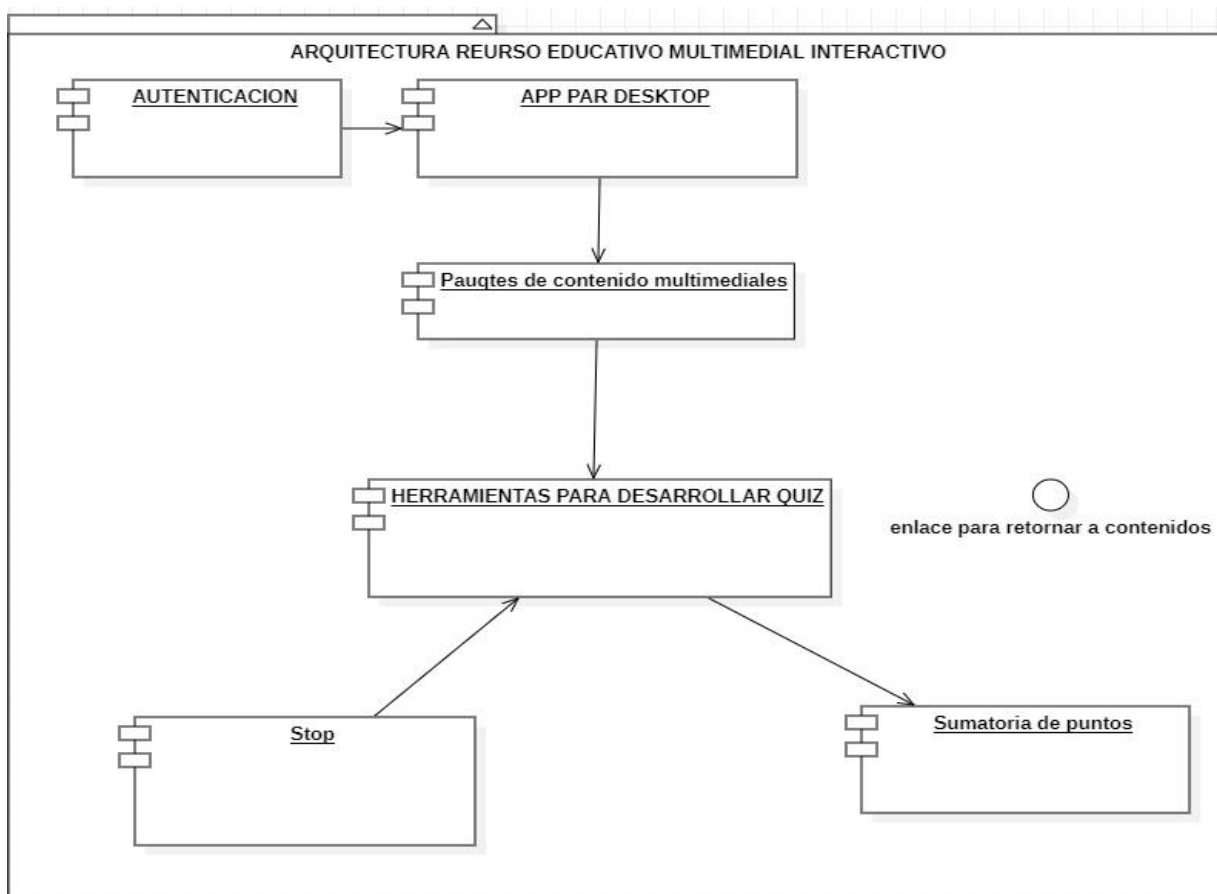 ARQUITECTURA REURSO EDUCATIVO MULTIMEDIAL INTERACTIVO
AUTENTICACION
APP PAR DESKTOP
Pauqtes de contenido multimediales
HERRAMIENTAS PARA DESARROLLAR QUIZ
enlace para retornar a contenidos
Stop
Sumatoria de puntos